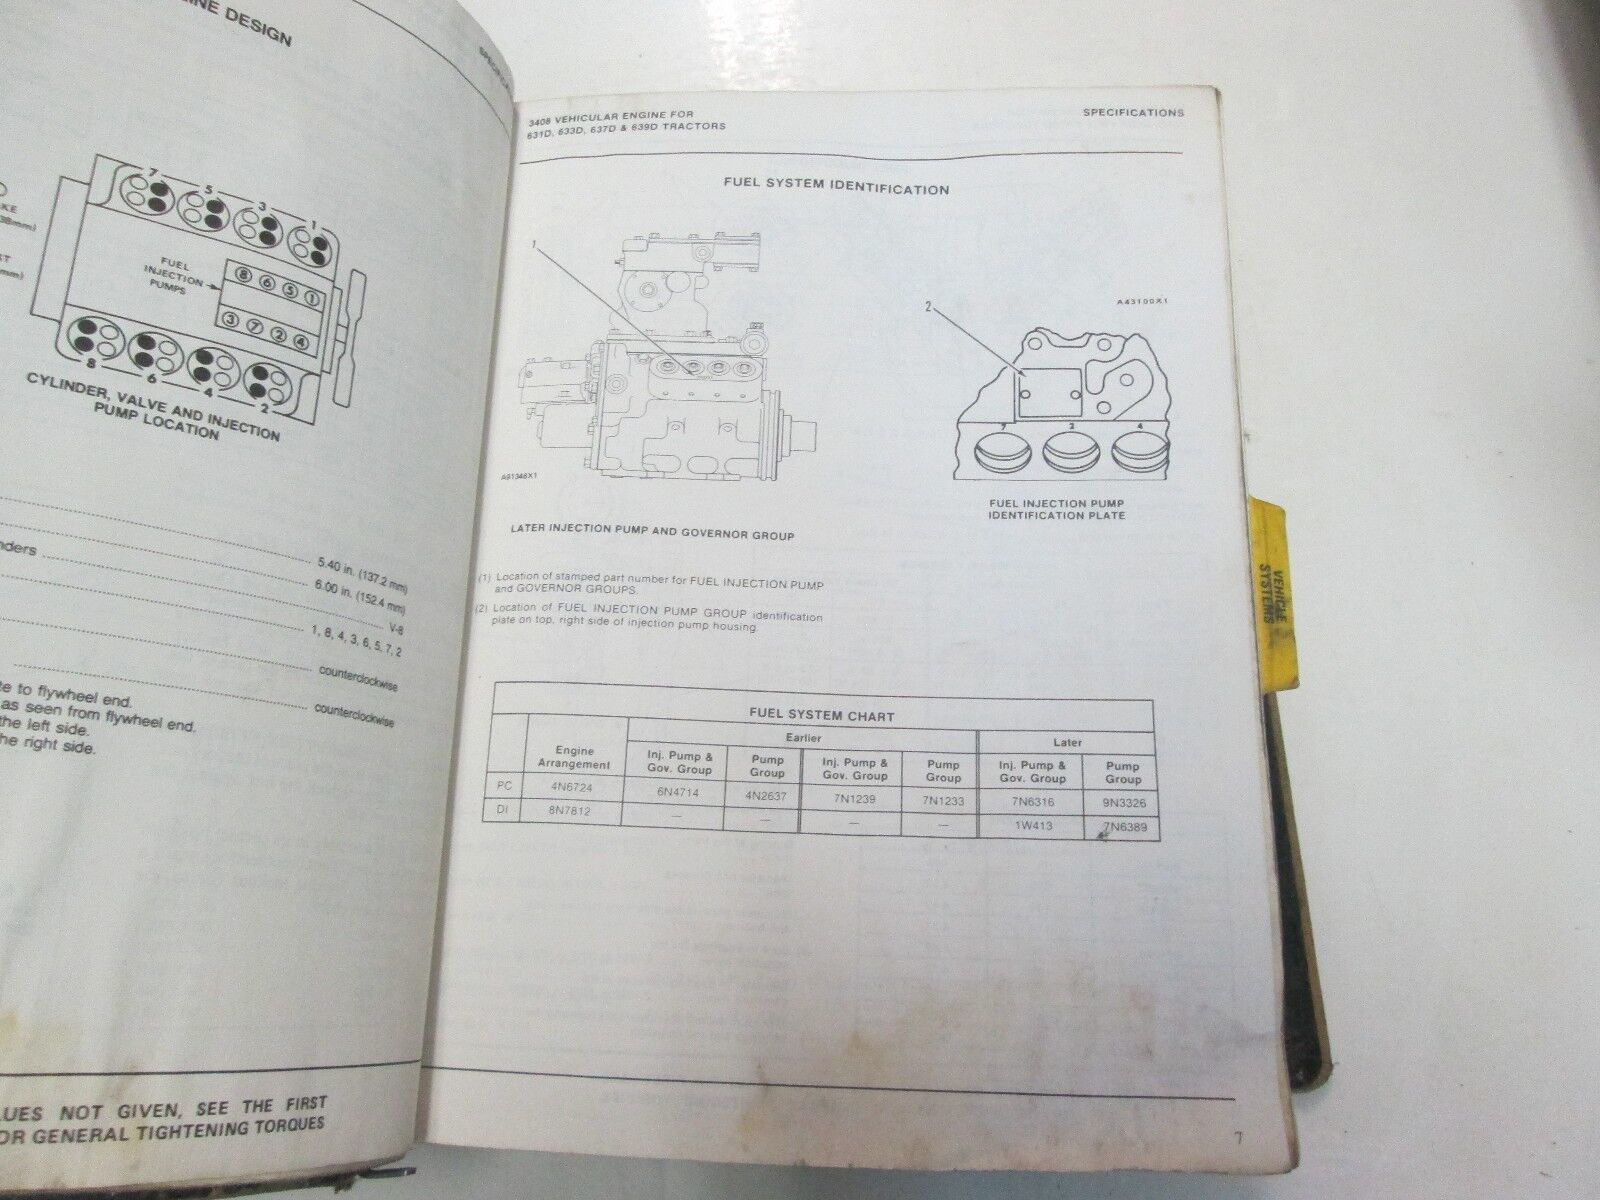 DESIGN
7 5 3 1
FUEL
INJECTION
PUMPS
8 6 5 1
3 7 2 4
8 6 4 2
CYLINDER, VALVE AND INJECTION
PUMP LOCATION
5.40 in. (137.2 mm)
6.00 in. (152.4 mm)
V-8
1, 8, 4, 3, 6, 5, 7, 2
counterclockwise
counterclockwise
to flywheel end.
as seen from flywheel end.
the left side.
the right side.
NOT GIVEN, SEE THE FIRST
GENERAL TIGHTENING TORQUES
3408 VEHICULAR ENGINE FOR
631D, 633D, 637D & 639D TRACTORS
SPECIFICATIONS
FUEL SYSTEM IDENTIFICATION
1
A91346X1
LATER INJECTION PUMP AND GOVERNOR GROUP
2
A43100X1
7 2 4
FUEL INJECTION PUMP
IDENTIFICATION PLATE
(1) Location of stamped part number for FUEL INJECTION PUMP
and GOVERNOR GROUPS.
(2) Location of FUEL INJECTION PUMP GROUP identification
plate on top, right side of injection pump housing.
FUEL SYSTEM CHART
Earlier Later
Engine Arrangement Inj. Pump & Gov. Group Pump Group Inj. Pump & Gov. Group Pump Group Inj. Pump & Gov. Group Pump Group
PC 4N6724 6N4714 4N2637 7N1239 7N1233 7N6316 9N3326
DI 8N7812 — — — — 1W413 7N6389
7
VEHICLE
SYSTEMS